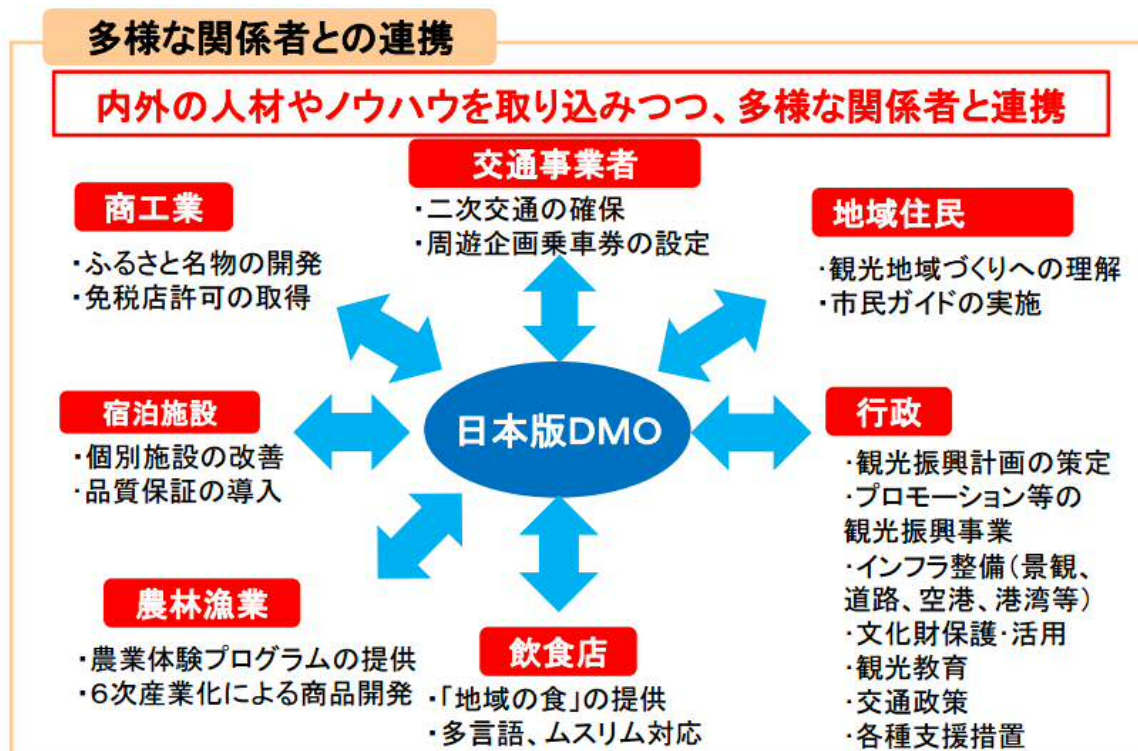 多様な関係者との連携
内外の人材やノウハウを取り込みつつ、多様な関係者と連携
交通事業者
・二次交通の確保
・周遊企画乗車券の設定
商工業
・ふるさと名物の開発
・免税店許可の取得
地域住民
・観光地域づくりへの理解
・市民ガイドの実施
宿泊施設
・個別施設の改善
・品質保証の導入
日本版DMO
行政
・観光振興計画の策定
・プロモーション等の
観光振興事業
・インフラ整備(景観、
道路、空港、港湾等)
・文化財保護・活用
・観光教育
・交通政策
・各種支援措置
農林漁業
・農業体験プログラムの提供
・6次産業化による商品開発
飲食店
・「地域の食」の提供
・多言語、ムスリム対応